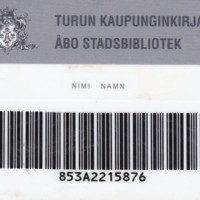 TURUN KAUPUNGINKIRJA
ÅBO STADSBIBLIOTEK
NIMI NAMN
853A2215876